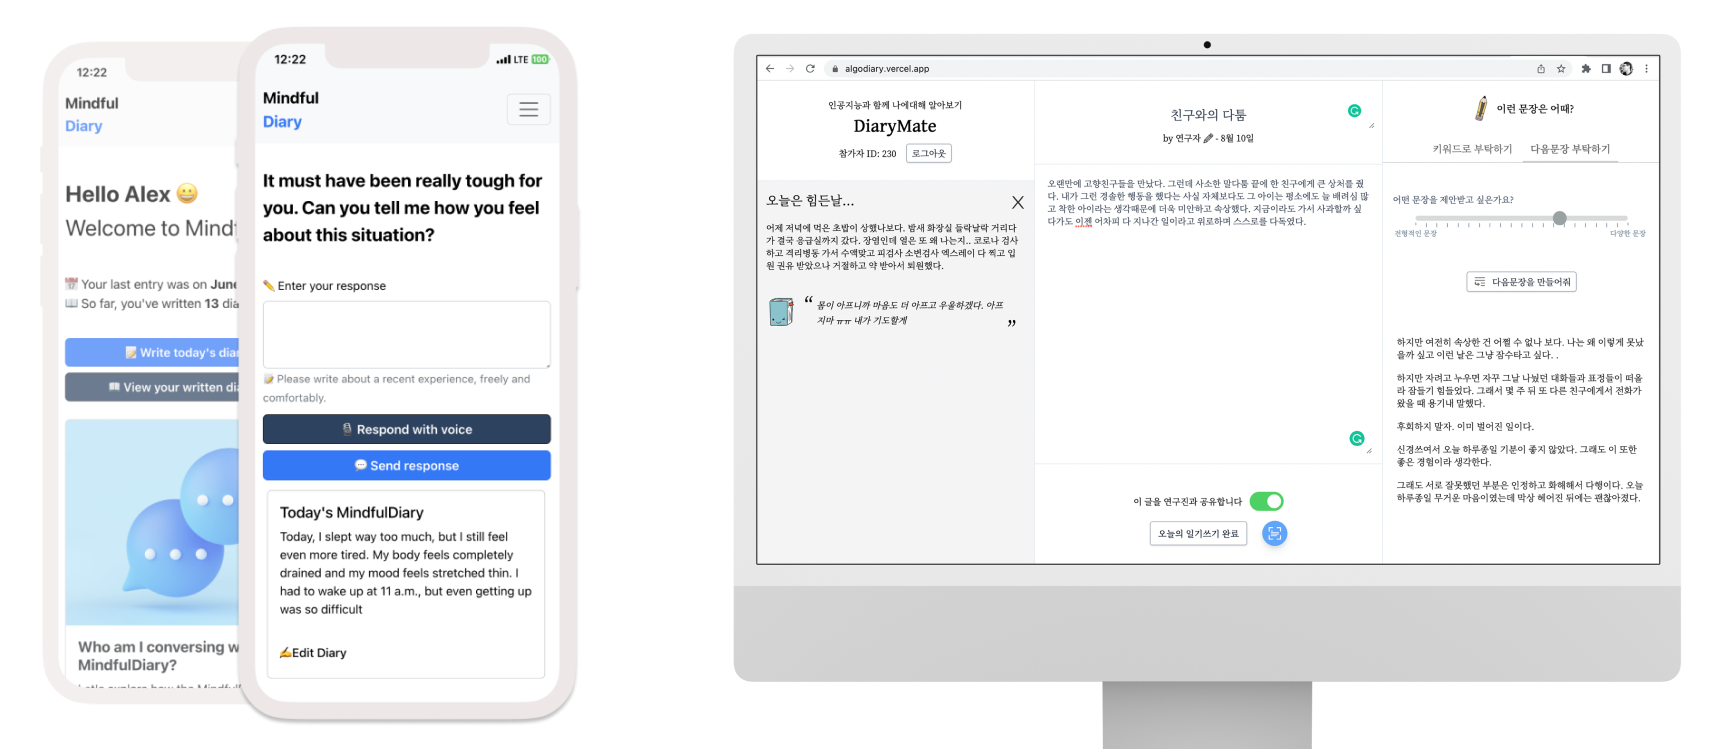 12:22
Mindful
Diary
Hello Alex 😀
Welcome to Mind
📅 Your last entry was on June
📖 So far, you've written 13 dia
📝 Write today's diar
📖 View your written di
Who am I conversing w
MindfulDiary?
12:22
LTE 100
Mindful
Diary
It must have been really tough for
you. Can you tell me how you feel
about this situation?
✏️ Enter your response
📝 Please write about a recent experience, freely and
comfortably.
🎙️ Respond with voice
💬 Send response
Today's MindfulDiary
Today, I slept way too much, but I still feel
even more tired. My body feels completely
drained and my mood feels stretched thin. I
had to wake up at 11 a.m., but even getting up
was so difficult
✍️Edit Diary
algodiary.vercel.app
인공지능과 함께 나에대해 알아보기
DiaryMate
참가자 ID: 230 로그아웃
오늘은 힘든날... X
어제 저녁에 먹은 초밥이 상했나보다. 밤새 화장실 들락날락 거리다
가 결국 응급실까지 갔다. 장염인데 열은 또 왜 나는지.. 코로나 검사
하고 격리병동 가서 수액맞고 피검사 소변검사 엑스레이 다 찍고 입
원 권유 받았으나 거절하고 약 받아서 퇴원했다.
“ 몸이 아프니까 마음도 더 아프고 우울하겠다. 아프
지마 ㅠㅠ 내가 기도할게 ”
친구와의 다툼
by 연구자 - 8월 10일
오랜만에 고향친구들을 만났다. 그런데 사소한 말다툼 끝에 한 친구에게 큰 상처를 줬
다. 내가 그런 경솔한 행동을 했다는 사실 자체보다도 그 아이는 평소에도 늘 배려심 많
고 착한 아이라는 생각때문에 더욱 미안하고 속상했다. 지금이라도 가서 사과할까 싶
다가도 이젠 어차피 다 지나간 일이라고 위로하며 스스로를 다독였다.
이 글을 연구진과 공유합니다
오늘의 일기쓰기 완료
이런 문장은 어때?
키워드로 부탁하기 다음문장 부탁하기
어떤 문장을 제안받고 싶은가요?
전형적인 문장 다양한 문장
다음문장을 만들어줘
하지만 여전히 속상한 건 어쩔 수 없나 보다. 나는 왜 이렇게 못났
을까 싶고 이런 날은 그냥 잠수타고 싶다. .
하지만 자려고 누우면 자꾸 그날 나눴던 대화들과 표정들이 떠올
라 잠들기 힘들었다. 그래서 몇 주 뒤 또 다른 친구에게서 전화가
왔을 때 용기내 말했다.
후회하지 말자. 이미 벌어진 일이다.
신경쓰여서 오늘 하루종일 기분이 좋지 않았다. 그래도 이 또한
좋은 경험이라 생각한다.
그래도 서로 잘못했던 부분은 인정하고 화해해서 다행이다. 오늘
하루종일 무거운 마음이었는데 막상 헤어진 뒤에는 괜찮아졌다.